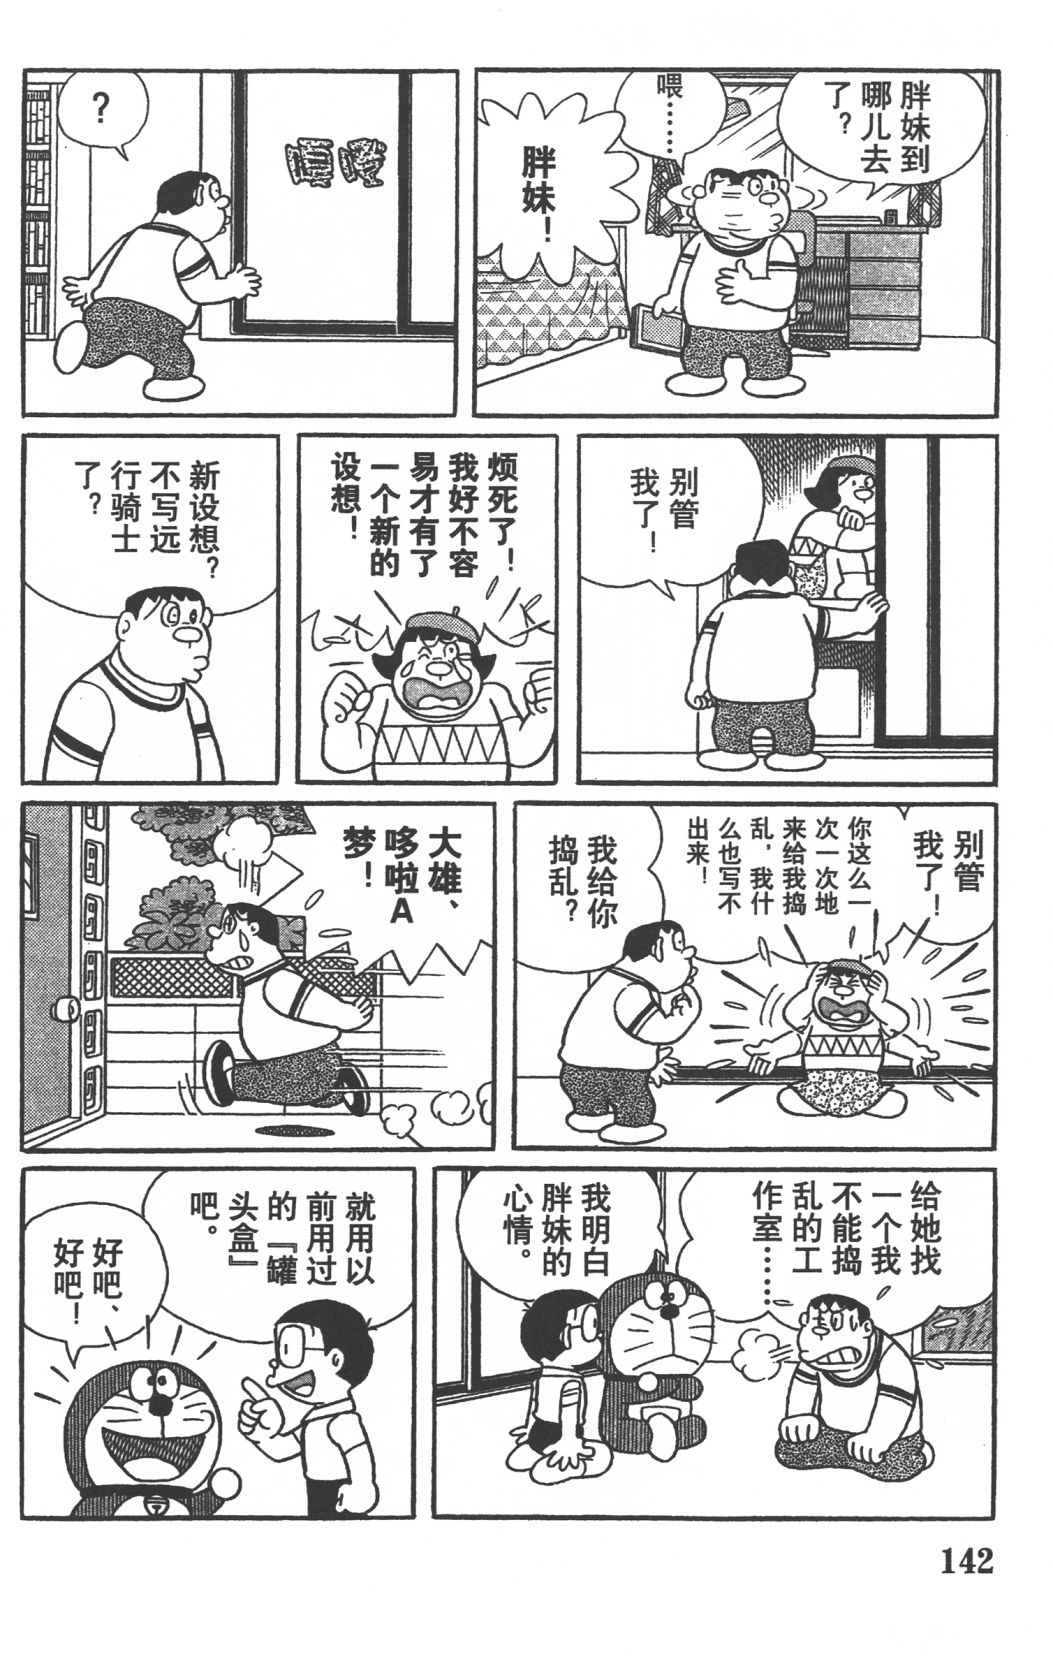 胖妹到
哪儿去
了？
喂……
胖妹！
嘎吱
？
别管
我了！
烦死了！
我好不容
易才有了
一个新的
设想！
新设想？
不写远
行骑士
了？
别管
我了！
你这么一
次一次地
来给我捣
乱，我什
么也写不
出来！
我给你
捣乱？
大雄、
哆啦A
梦！
给她找
一个我
不能捣
乱的工
作室……
我明白
胖妹的
心情。
就用以
前用过
的『罐
头盒』
吧。
好吧、
好吧！
142